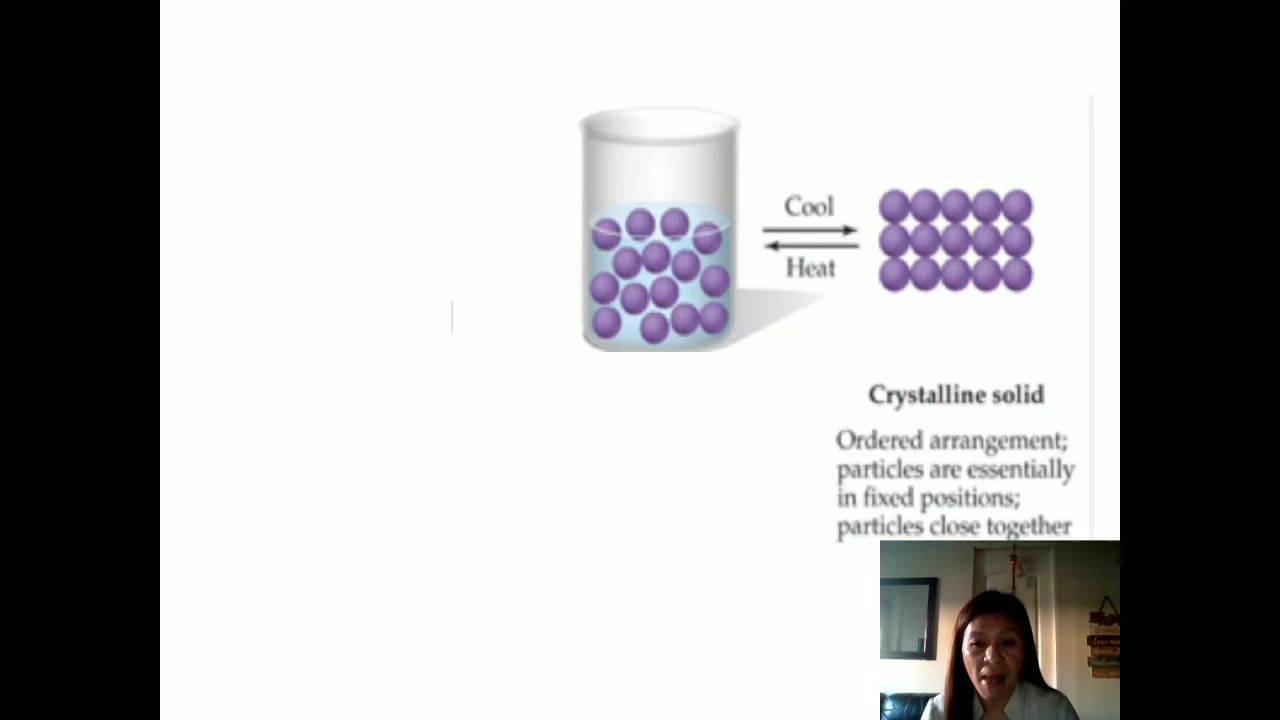 Cool
Heat
Crystalline solid
Ordered arrangement;
particles are essentially
in fixed positions;
particles close together